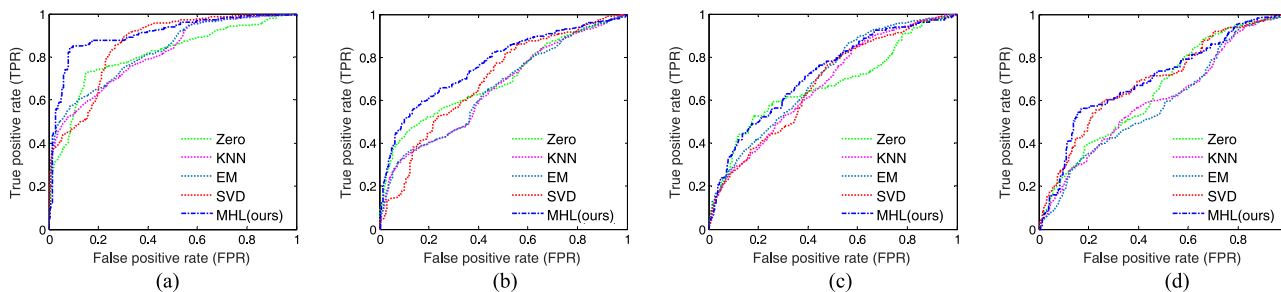 1
0.8
0.6
0.4
0.2
0
0 0.2 0.4 0.6 0.8 1
True positive rate (TPR)
False positive rate (FPR)
Zero
KNN
EM
SVD
MHL(ours)
(a)
1
0.8
0.6
0.4
0.2
0
0 0.2 0.4 0.6 0.8 1
True positive rate (TPR)
False positive rate (FPR)
Zero
KNN
EM
SVD
MHL(ours)
(b)
1
0.8
0.6
0.4
0.2
0
0 0.2 0.4 0.6 0.8 1
True positive rate (TPR)
False positive rate (FPR)
Zero
KNN
EM
SVD
MHL(ours)
(c)
1
0.8
0.6
0.4
0.2
0
0 0.2 0.4 0.6 0.8
True positive rate (TPR)
False positive rate (FPR)
Zero
KNN
EM
SVD
MHL(ours)
(d)